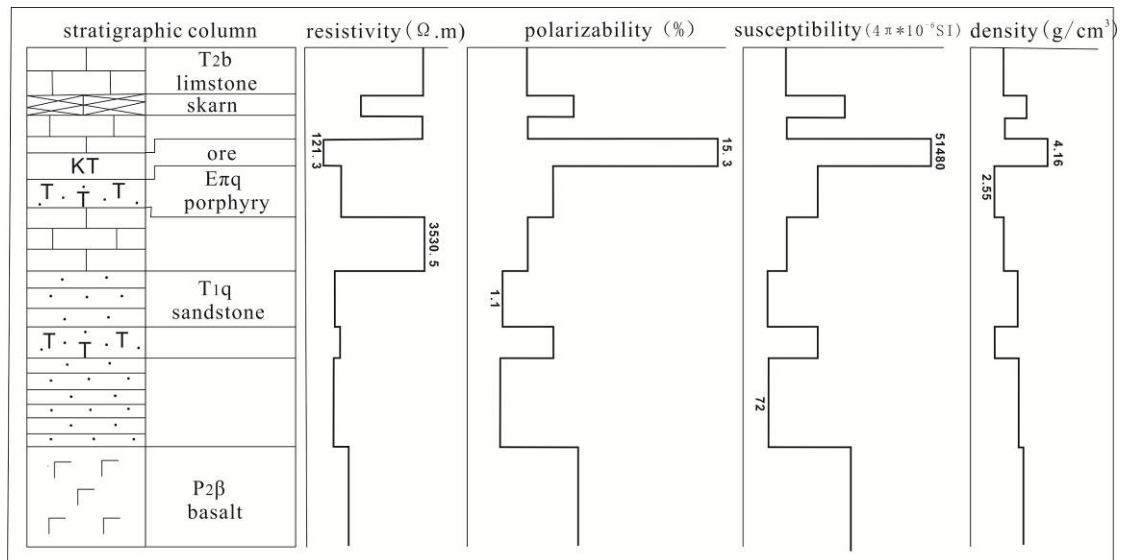 stratigraphic column resistivity(Ω.m) polarizability (%) susceptibility(4π*10⁻⁶SI) density(g/cm³)
T2b
limstone
skarn
ore
KT
Eπq
porphyry
T T T
T1q
sandstone
T T T
P2β
basalt
121.3
3530.5
15.3
1.1
51480
72
4.16
2.55